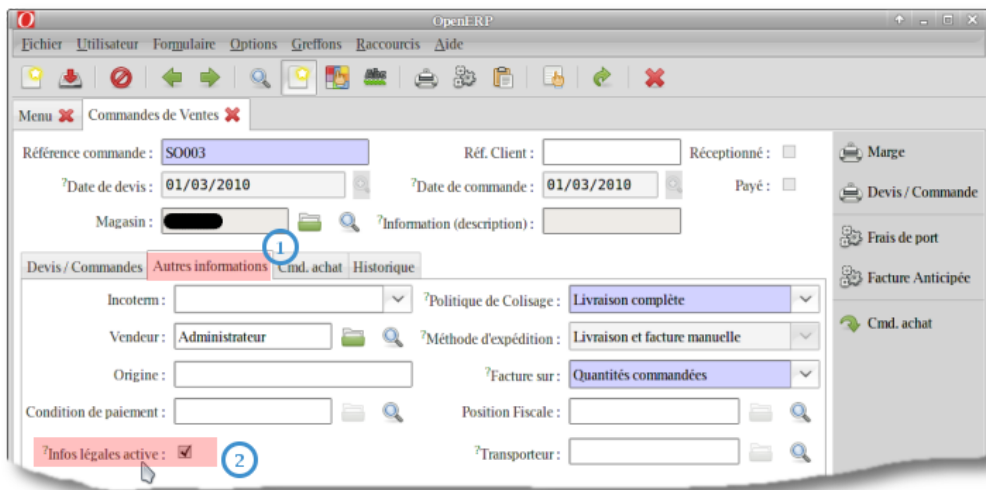 OpenERP
Fichier Utilisateur Formulaire Options Greffons Raccourcis Aide
Menu Commandes de Ventes
Référence commande : SO003 Réf. Client : Réceptionné :
?Date de devis : 01/03/2010 ?Date de commande : 01/03/2010 Payé :
Magasin : ?Information (description) :
1
Devis / Commandes Autres informations Cmd. achat Historique
Incoterm : ?Politique de Colisage : Livraison complète
Vendeur : Administrateur ?Méthode d'expédition : Livraison et facture manuelle
Origine : ?Facture sur : Quantités commandées
Condition de paiement : Position Fiscale :
?Infos légales active : 2 ?Transporteur :
Marge
Devis / Commande
Frais de port
Facture Anticipée
Cmd. achat